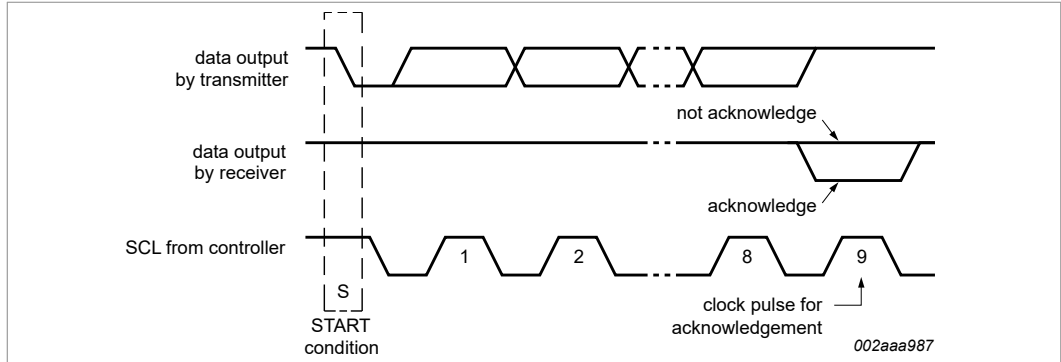 data output
by transmitter
not acknowledge
data output
by receiver
acknowledge
SCL from controller
1
2
8
9
S
START
condition
clock pulse for
acknowledgement
002aaa987